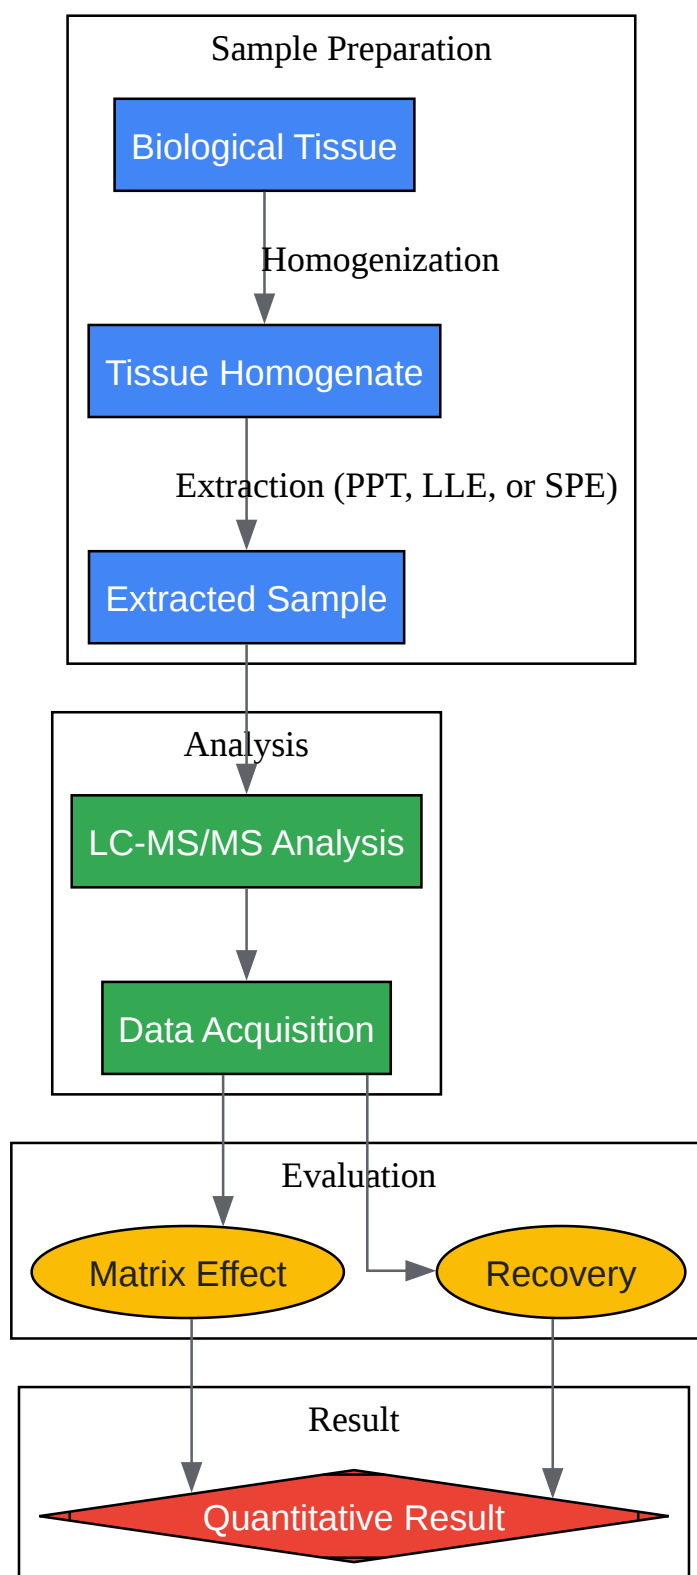 Sample Preparation
Biological Tissue
Homogenization
Tissue Homogenate
Extraction (PPT, LLE, or SPE)
Extracted Sample
Analysis
LC-MS/MS Analysis
Data Acquisition
Evaluation
Matrix Effect
Recovery
Result
Quantitative Result